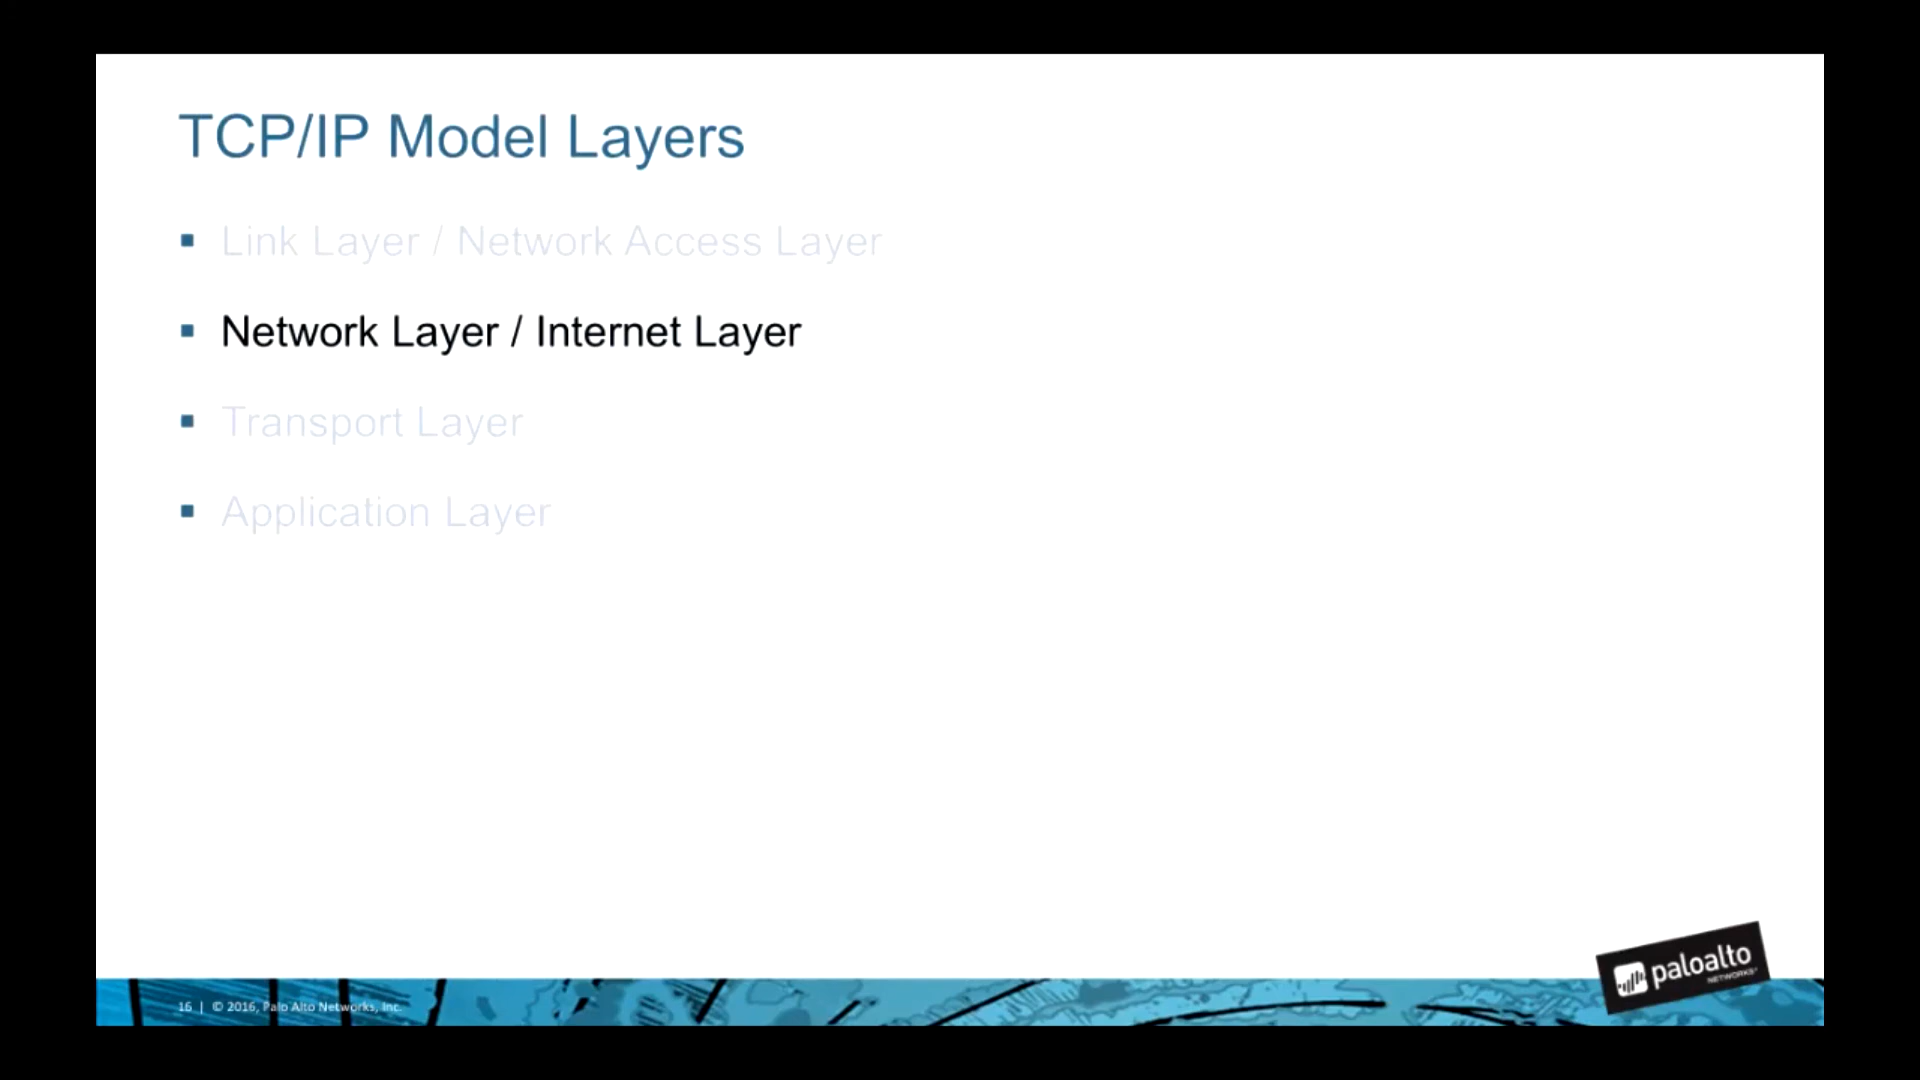 TCP/IP Model Layers
▪ Link Layer / Network Access Layer
▪ Network Layer / Internet Layer
▪ Transport Layer
▪ Application Layer
paloalto
NETWORKS®
16 | © 2016, Palo Alto Networks, Inc.